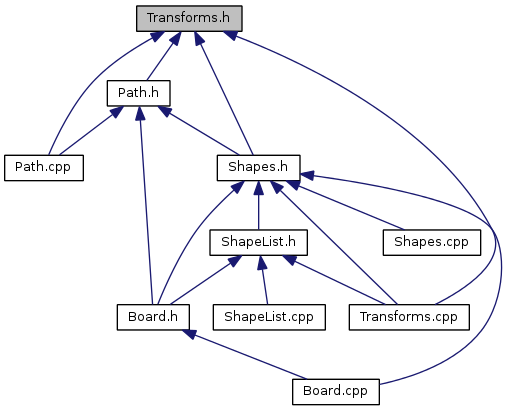 Transforms.h
Path.h
Path.cpp
Shapes.h
ShapeList.h
Shapes.cpp
Board.h
ShapeList.cpp
Transforms.cpp
Board.cpp